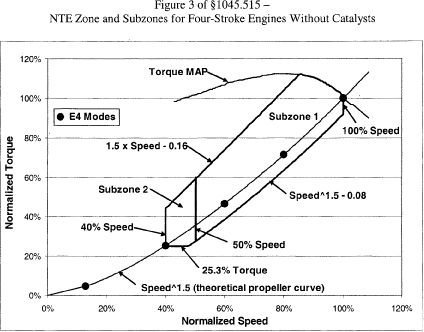 Figure 3 of §1045.515 –
NTE Zone and Subzones for Four-Stroke Engines Without Catalysts
120%
100%
80%
60%
40%
20%
0%
Normalized Torque
Torque MAP
E4 Modes
Subzone 1
100% Speed
1.5 x Speed - 0.16
Subzone 2
Speed^1.5 - 0.08
40% Speed
50% Speed
25.3% Torque
Speed^1.5 (theoretical propeller curve)
0%
20%
40%
60%
80%
100%
120%
Normalized Speed